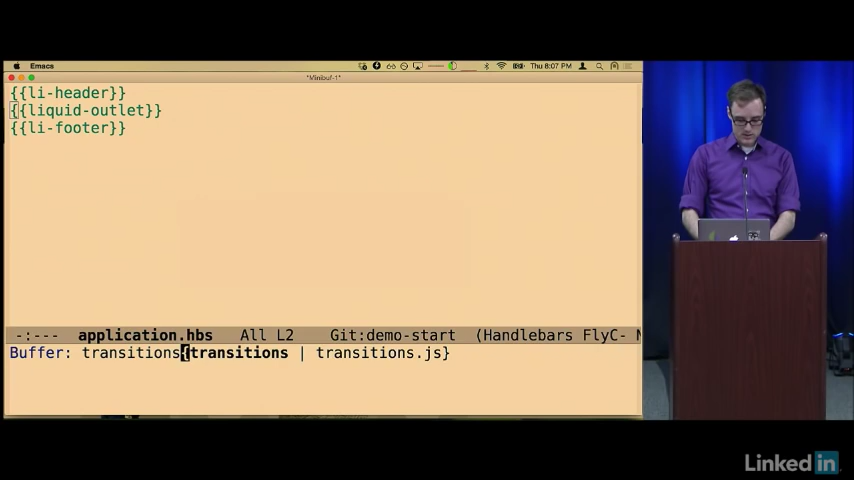 Emacs
Thu 8:07 PM
*Minibuf-1*
{{li-header}}
{{liquid-outlet}}
{{li-footer}}
-:--- application.hbs All L2 Git:demo-start (Handlebars FlyC- N
Buffer: transitions{transitions | transitions.js}
Linked in